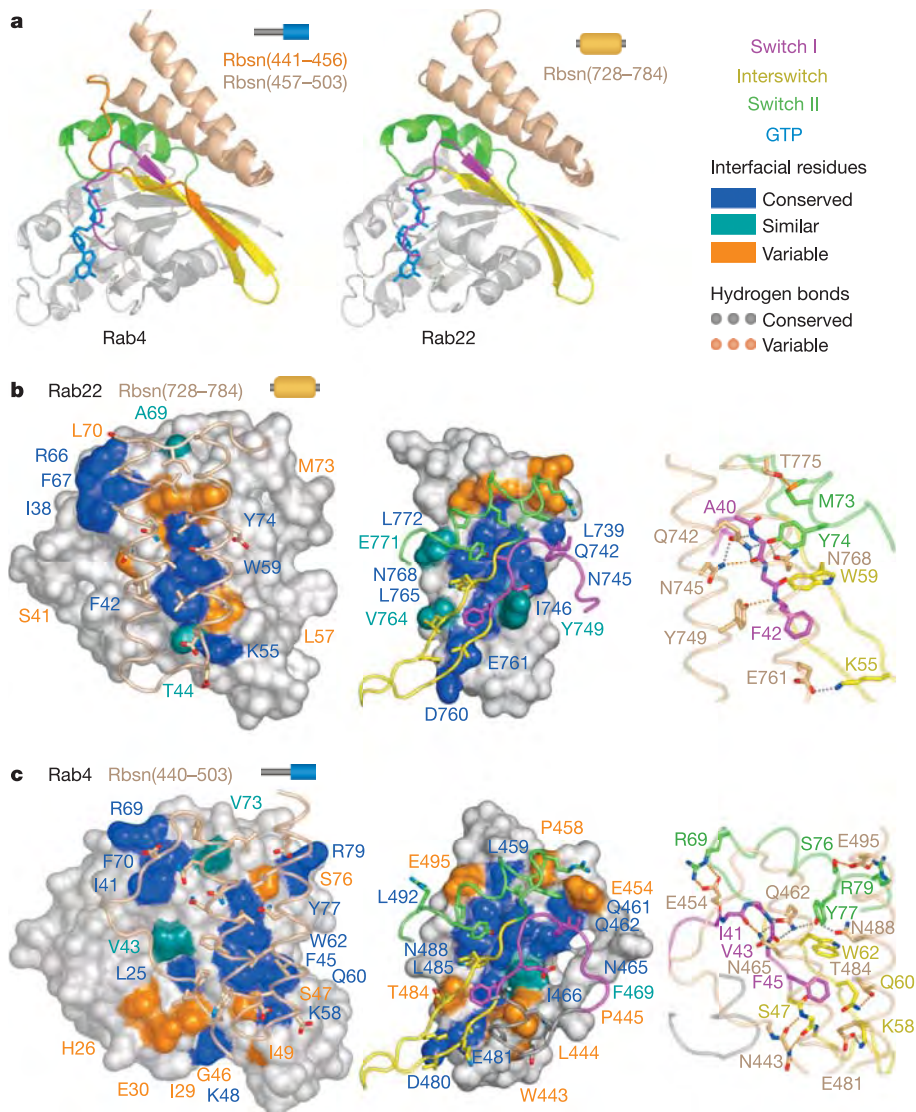 a
Rbsn(441–456)
Rbsn(457–503)
Rab4
Rbsn(728–784)
Rab22
Switch I
Interswitch
Switch II
GTP
Interfacial residues
Conserved
Similar
Variable
Hydrogen bonds
Conserved
Variable
b Rab22 Rbsn(728–784)
A69
L70
R66
F67
I38
M73
Y74
W59
F42
S41
L57
K55
T44
L772
E771
N768
L765
V764
L739
Q742
N745
I746
Y749
E761
D760
T775
A40
M73
Q742
Y74
N768
N745
W59
Y749
F42
E761
K55
c Rab4 Rbsn(440–503)
R69
V73
F70
R79
I41
S76
Y77
V43
W62
F45
L25
Q60
S47
K58
H26
I49
E30
I29
G46
K48
P458
L459
E495
E454
L492
Q461
Q462
N488
L485
N465
T484
I466
F469
P445
E481
L444
D480
W443
R69
S76
E495
E454
Q462
R79
Y77
I41
N488
V43
W62
N465
T484
F45
Q60
S47
K58
N443
E481